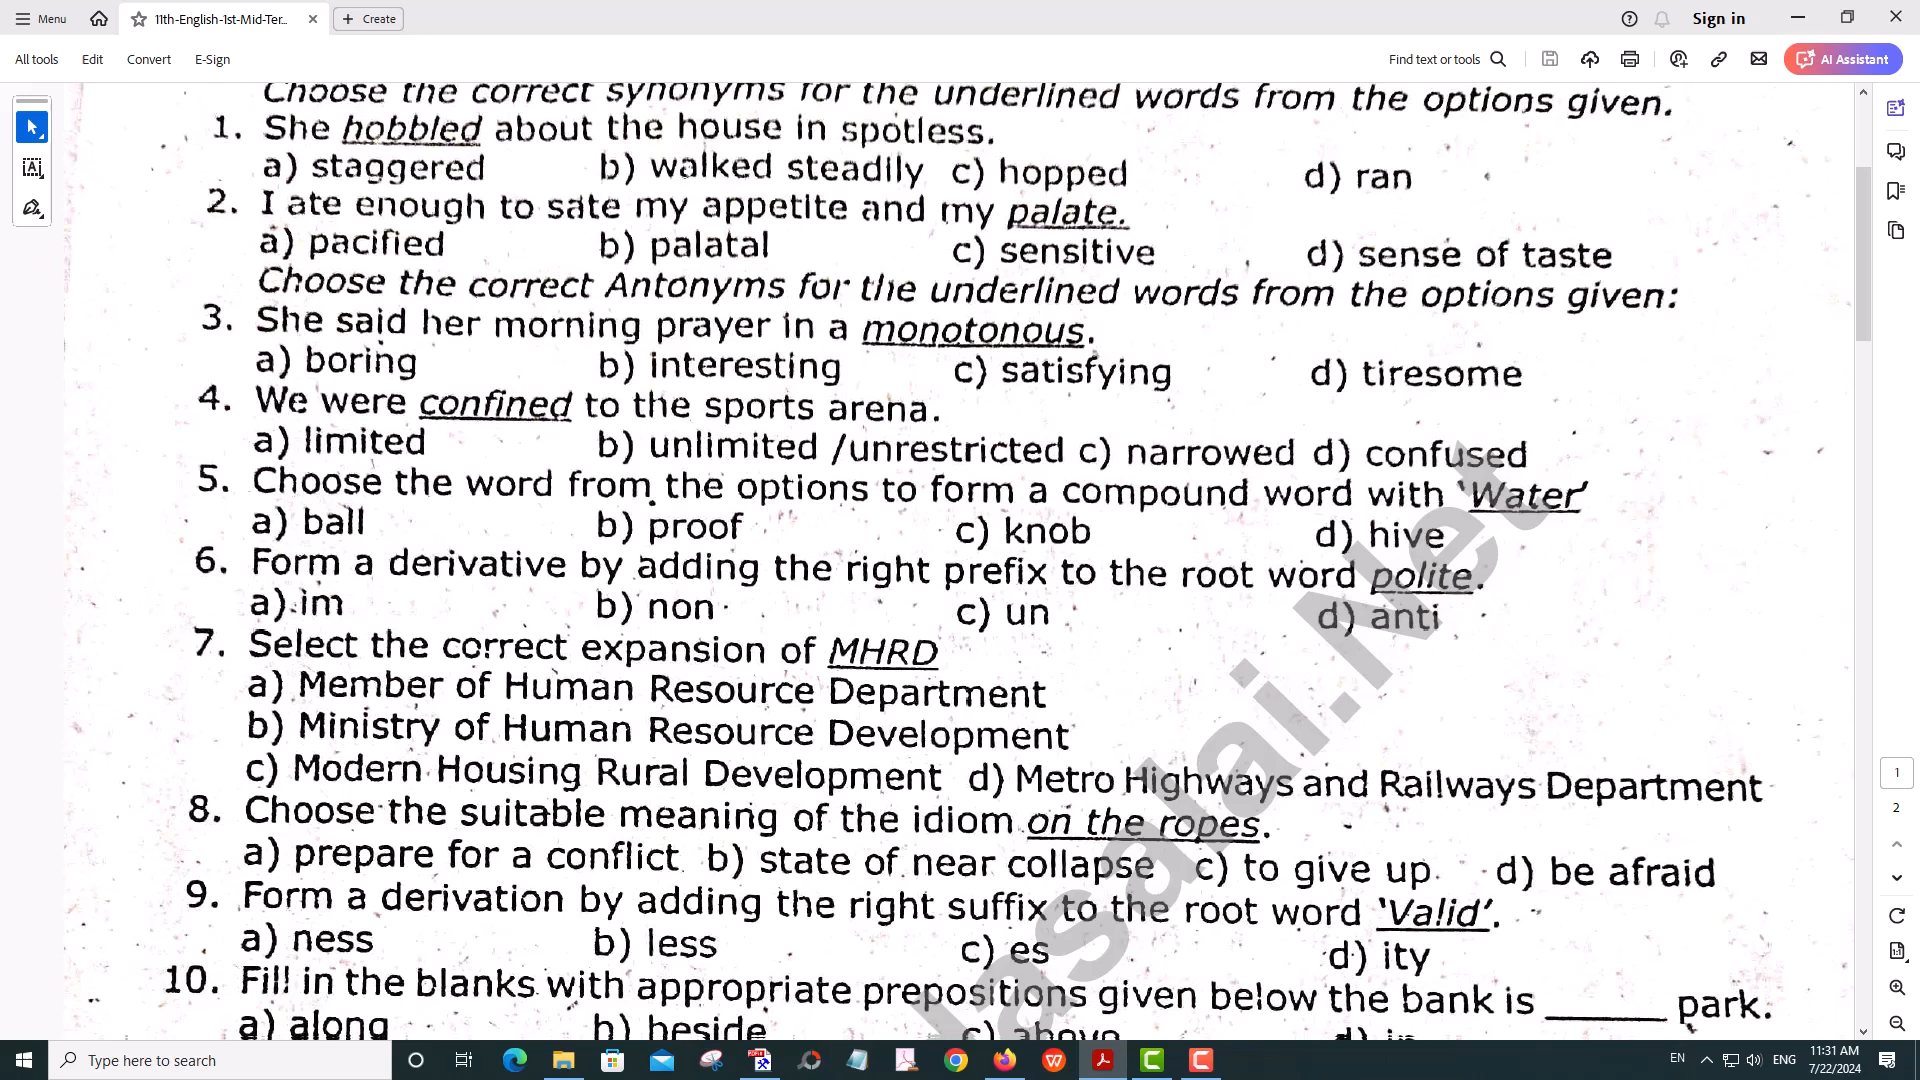 Menu
11th-English-1st-Mid-Ter...
Create
Sign in
All tools Edit Convert E-Sign
Find text or tools
AI Assistant
Choose the correct synonyms for the underlined words from the options given.
1. She hobbled about the house in spotless.
a) staggered b) walked steadily c) hopped d) ran
2. I ate enough to sate my appetite and my palate.
a) pacified b) palatal c) sensitive d) sense of taste
Choose the correct Antonyms for the underlined words from the options given:
3. She said her morning prayer in a monotonous.
a) boring b) interesting c) satisfying d) tiresome
4. We were confined to the sports arena.
a) limited b) unlimited /unrestricted c) narrowed d) confused
5. Choose the word from the options to form a compound word with 'Water'
a) ball b) proof c) knob d) hive
6. Form a derivative by adding the right prefix to the root word polite.
a) im b) non c) un d) anti
7. Select the correct expansion of MHRD
a) Member of Human Resource Department
b) Ministry of Human Resource Development
c) Modern Housing Rural Development d) Metro Highways and Railways Department
8. Choose the suitable meaning of the idiom on the ropes.
a) prepare for a conflict b) state of near collapse c) to give up d) be afraid
9. Form a derivation by adding the right suffix to the root word 'Valid'.
a) ness b) less c) es d) ity
10. Fill in the blanks with appropriate prepositions given below the bank is ______ park.
a) along b) beside c) above d) in
asalai.Net
1
2
Type here to search
EN
ENG
11:31 AM
7/22/2024